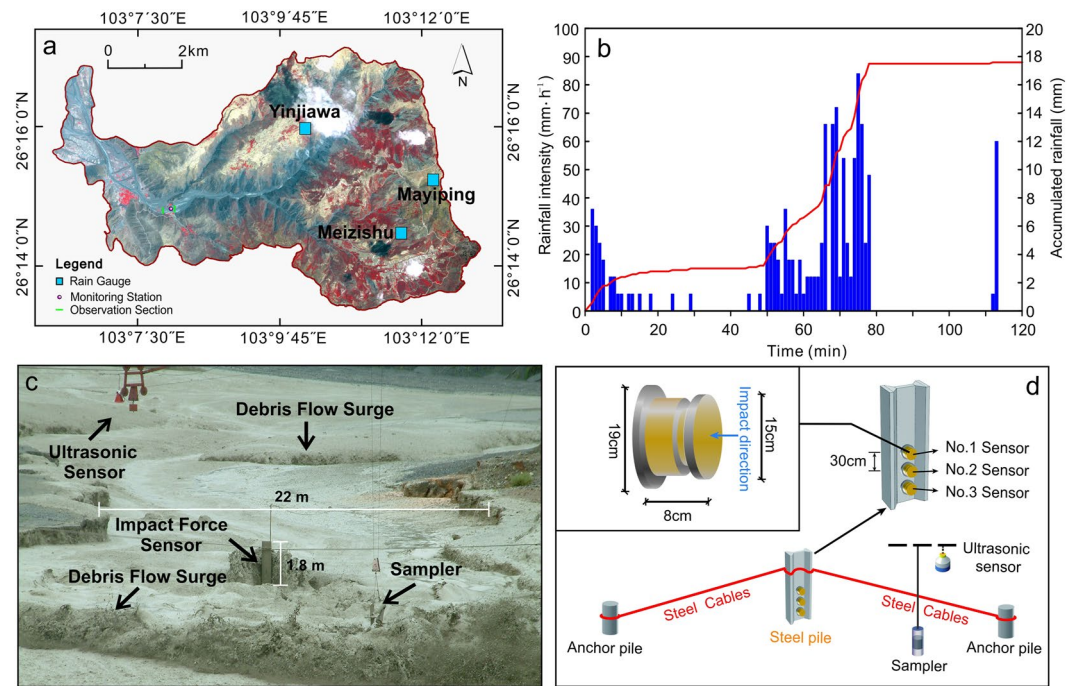 103°7′30″E
103°9′45″E
103°12′0″E
a
0
2km
N
26°16′0″N
26°14′0″N
Yinjiawa
Mayiping
Meizishu
Legend
Rain Gauge
Monitoring Station
Observation Section
26°16′0″N
26°14′0″N
103°7′30″E
103°9′45″E
103°12′0″E
b
Rainfall intensity (mm·h⁻¹)
100
90
80
70
60
50
40
30
20
10
0
0
20
40
60
80
100
120
Time (min)
20
18
16
14
12
10
8
6
4
2
0
Accumulated rainfall (mm)
c
Debris Flow Surge
Ultrasonic
Sensor
22 m
Impact Force
Sensor
1.8 m
Debris Flow Surge
Sampler
d
19cm
Impact direction
15cm
8cm
No.1 Sensor
30cm
No.2 Sensor
No.3 Sensor
Ultrasonic
sensor
Steel Cables
Steel Cables
Anchor pile
Steel pile
Sampler
Anchor pile